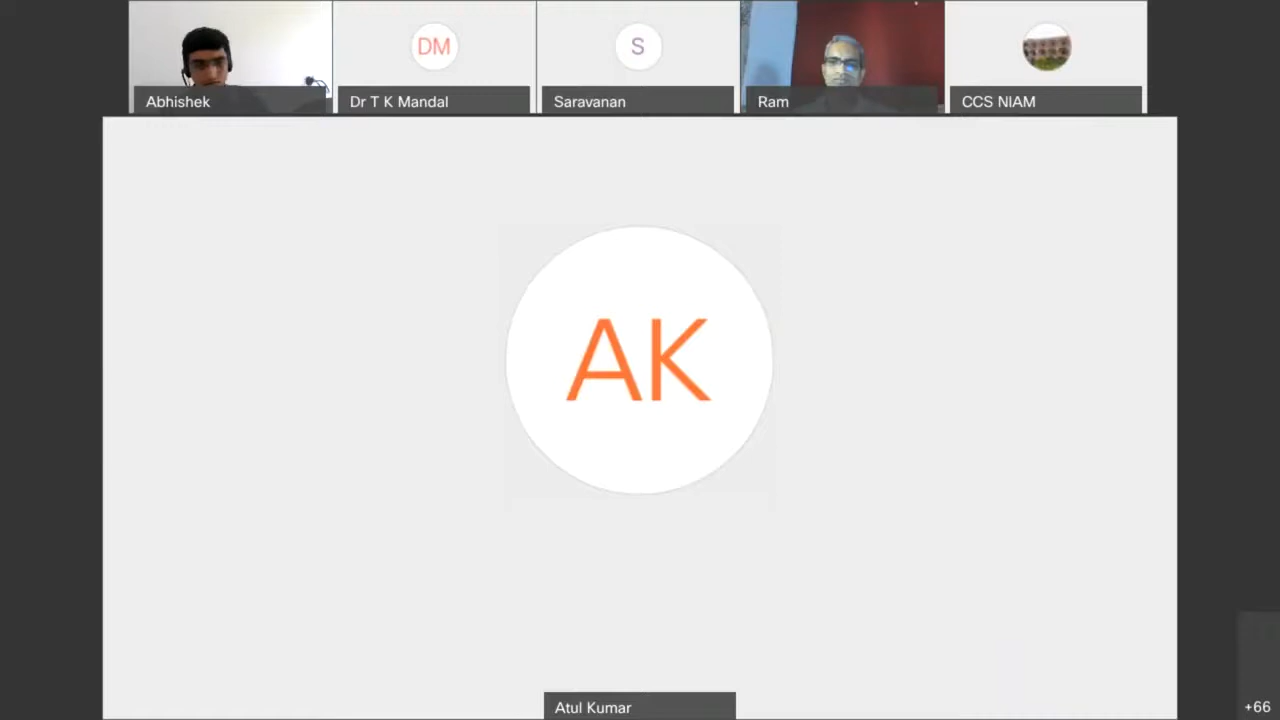 DM
S
Abhishek
Dr T K Mandal
Saravanan
Ram
CCS NIAM
AK
Atul Kumar
+66